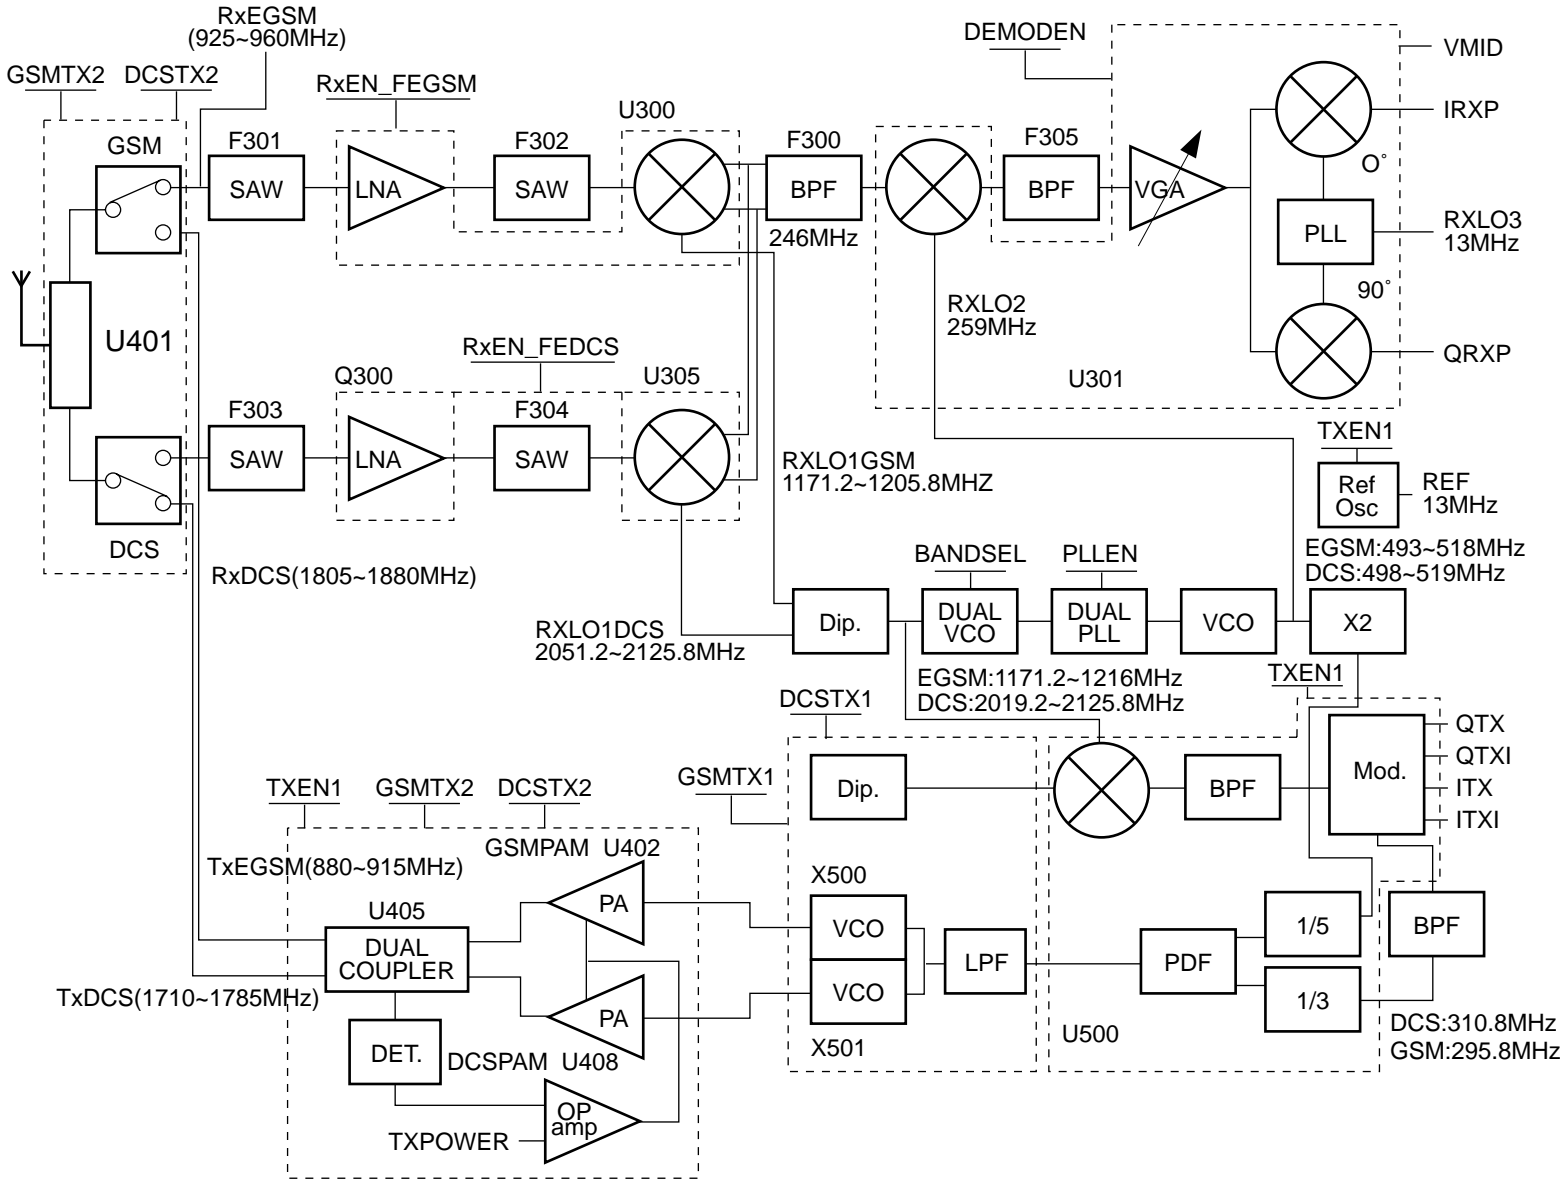 RxEGSM
(925~960MHz)
GSMTX2
DCSTX2
RxEN_FEGSM
DEMODEN
VMID
GSM
F301
SAW
LNA
F302
SAW
U300
F300
BPF
246MHz
F305
BPF
VGA
IRXP
O°
PLL
RXLO3
13MHz
90°
QRXP
U401
RXLO2
259MHz
U301
RxEN_FEDCS
Q300
U305
F303
SAW
LNA
F304
SAW
DCS
RxDCS(1805~1880MHz)
RXLO1GSM
1171.2~1205.8MHZ
TXEN1
Ref
Osc
REF
13MHz
EGSM:493~518MHz
DCS:498~519MHz
BANDSEL
PLLEN
RXLO1DCS
2051.2~2125.8MHz
Dip.
DUAL
VCO
DUAL
PLL
VCO
X2
EGSM:1171.2~1216MHz
DCS:2019.2~2125.8MHz
TXEN1
DCSTX1
GSMTX1
Dip.
BPF
Mod.
QTX
QTXI
ITX
ITXI
TXEN1
GSMTX2
DCSTX2
GSMPAM U402
TxEGSM(880~915MHz)
PA
X500
VCO
VCO
X501
LPF
PDF
1/5
1/3
BPF
U405
DUAL
COUPLER
TxDCS(1710~1785MHz)
PA
DET.
DCSPAM U408
U500
DCS:310.8MHz
GSM:295.8MHz
OP
amp
TXPOWER